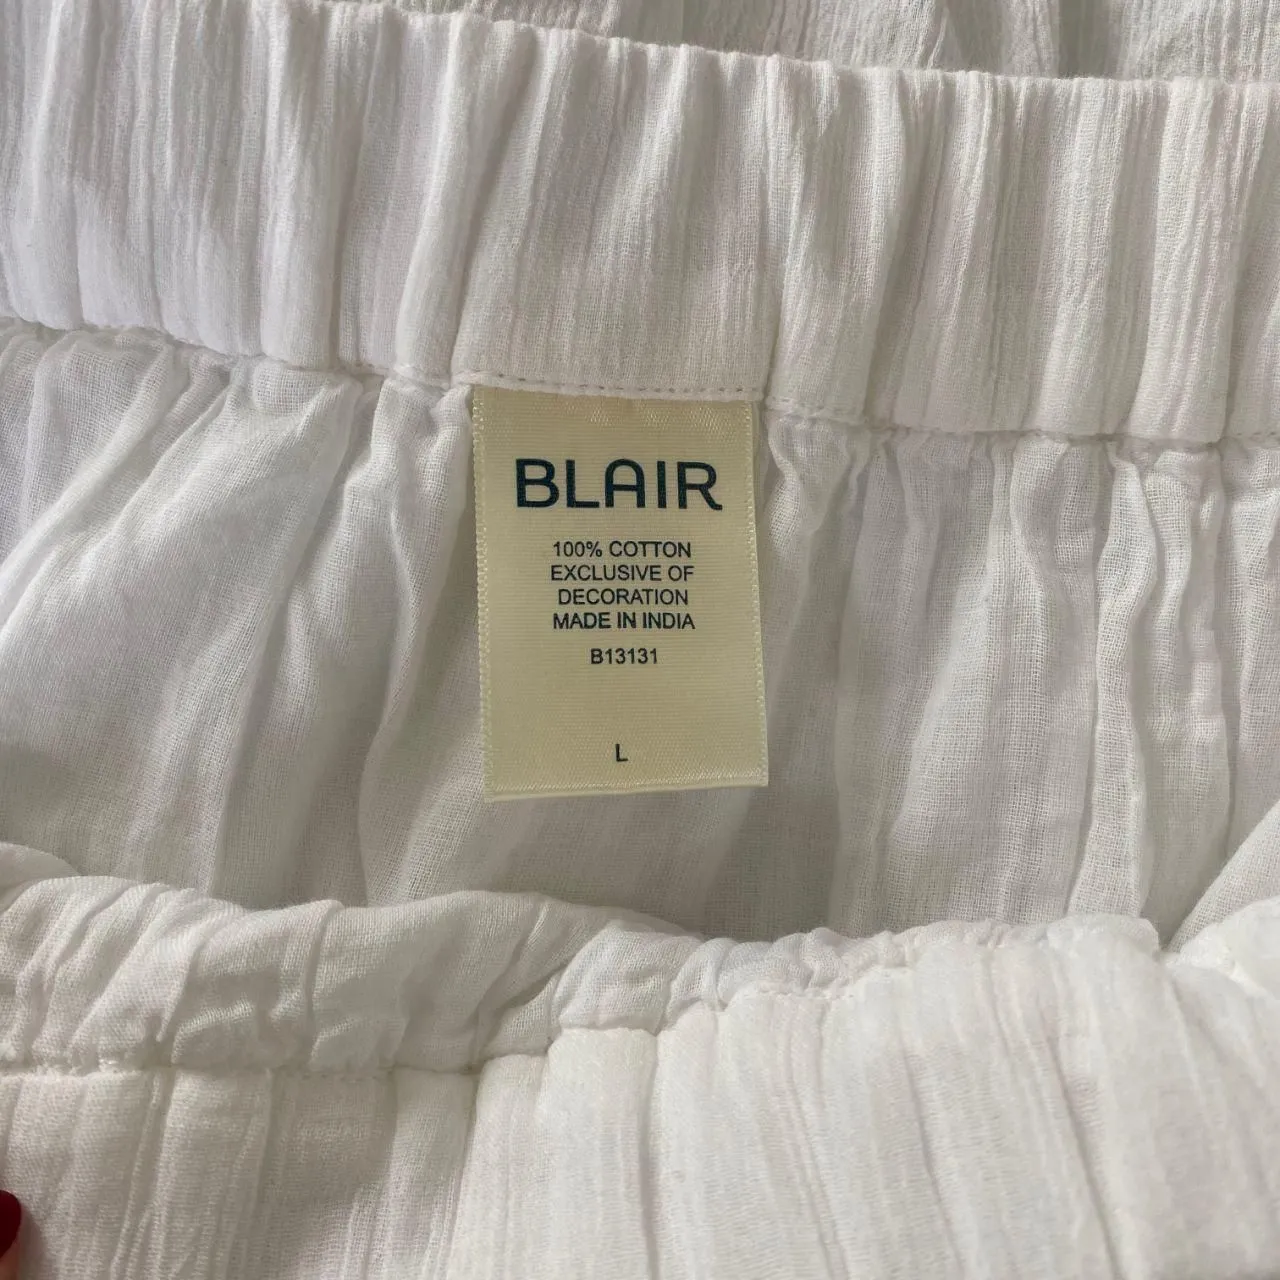 BLAIR
100% COTTON
EXCLUSIVE OF
DECORATION
MADE IN INDIA
B13131
L